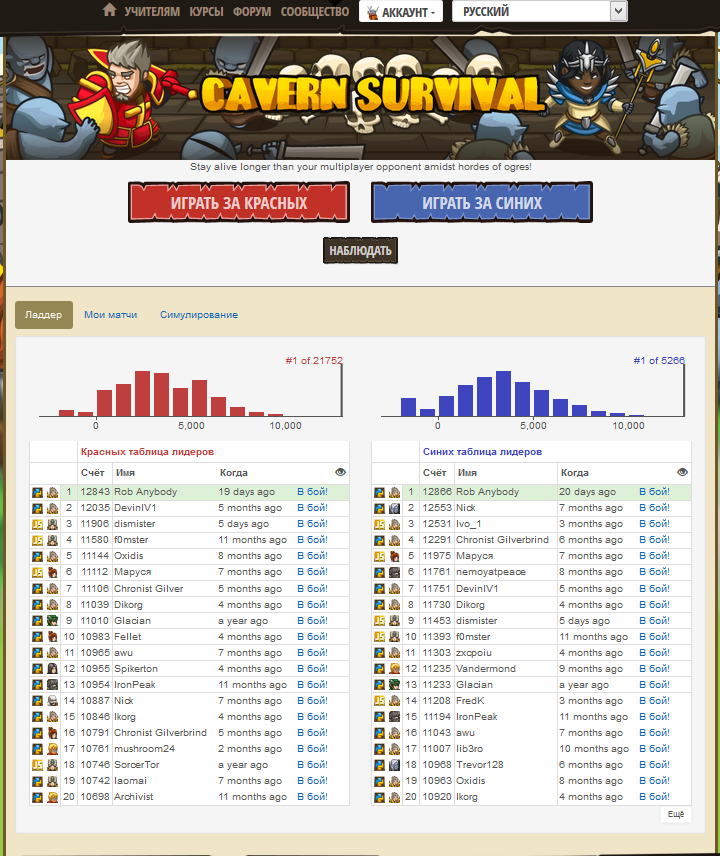 УЧИТЕЛЯМ КУРСЫ ФОРУМ СООБЩЕСТВО АККАУНТ РУССКИЙ
CAVERN SURVIVAL
Stay alive longer than your multiplayer opponent amidst hordes of ogres!
ИГРАТЬ ЗА КРАСНЫХ ИГРАТЬ ЗА СИНИХ
НАБЛЮДАТЬ
Ладдер Мои матчи Симулирование
#1 of 21752
0 5,000 10,000
Красных таблица лидеров
Счёт Имя Когда
1 12843 Rob Anybody 19 days ago В бой!
2 12035 DevinIV1 5 months ago В бой!
JS 3 11906 dismister 5 days ago В бой!
JS 4 11580 f0mster 11 months ago В бой!
5 11144 Oxidis 8 months ago В бой!
JS 6 11112 Маруся 7 months ago В бой!
7 11106 Chronist Gilver 5 months ago В бой!
8 11039 Dikorg 4 months ago В бой!
9 11010 Glacian a year ago В бой!
10 10983 Fellet 4 months ago В бой!
11 10965 awu 7 months ago В бой!
12 10955 Spikerton 4 months ago В бой!
13 10954 IronPeak 11 months ago В бой!
14 10887 Nick 7 months ago В бой!
15 10846 Ikorg 4 months ago В бой!
16 10791 Chronist Gilverbrind 5 months ago В бой!
17 10761 mushroom24 2 months ago В бой!
JS 18 10746 SorcerTor a year ago В бой!
19 10742 laomai 7 months ago В бой!
20 10698 Archivist 11 months ago В бой!
#1 of 5266
0 5,000 10,000
Синих таблица лидеров
Счёт Имя Когда
1 12866 Rob Anybody 20 days ago В бой!
2 12553 Nick 7 months ago В бой!
JS 3 12531 Ivo_1 3 months ago В бой!
4 12291 Chronist Gilverbrind 6 months ago В бой!
JS 5 11975 Маруся 7 months ago В бой!
6 11761 nemoyatpeace 8 months ago В бой!
7 11751 DevinIV1 5 months ago В бой!
8 11730 Dikorg 4 months ago В бой!
JS 9 11453 dismister 5 days ago В бой!
JS 10 11393 f0mster 11 months ago В бой!
11 11303 zxcpoiu 4 months ago В бой!
12 11235 Vandermond 9 months ago В бой!
13 11233 Glacian a year ago В бой!
JS 14 11208 FredK 3 months ago В бой!
15 11194 IronPeak 11 months ago В бой!
16 11043 awu 7 months ago В бой!
17 11007 lib3ro 10 months ago В бой!
18 10968 Trevor128 6 months ago В бой!
19 10963 Oxidis 8 months ago В бой!
20 10920 Ikorg 4 months ago В бой!
Ещё